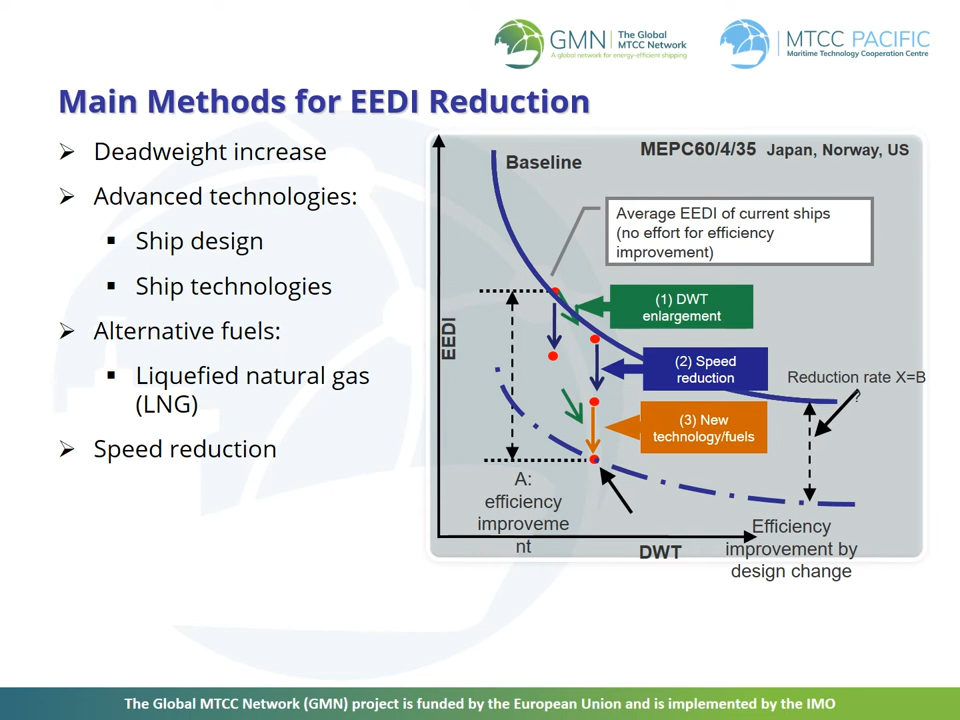 GMN
The Global
MTCC Network
A global network for energy-efficient shipping
MTCC PACIFIC
Maritime Technology Cooperation Centre
Main Methods for EEDI Reduction
Deadweight increase
Advanced technologies:
Ship design
Ship technologies
Alternative fuels:
Liquefied natural gas
(LNG)
Speed reduction
MEPC60/4/35 Japan, Norway, US
Baseline
Average EEDI of current ships
(no effort for efficiency
improvement)
(1) DWT
enlargement
EEDI
(2) Speed
reduction
Reduction rate X=B
?
(3) New
technology/fuels
A:
efficiency
improveme
nt
DWT
Efficiency
improvement by
design change
The Global MTCC Network (GMN) project is funded by the European Union and is implemented by the IMO